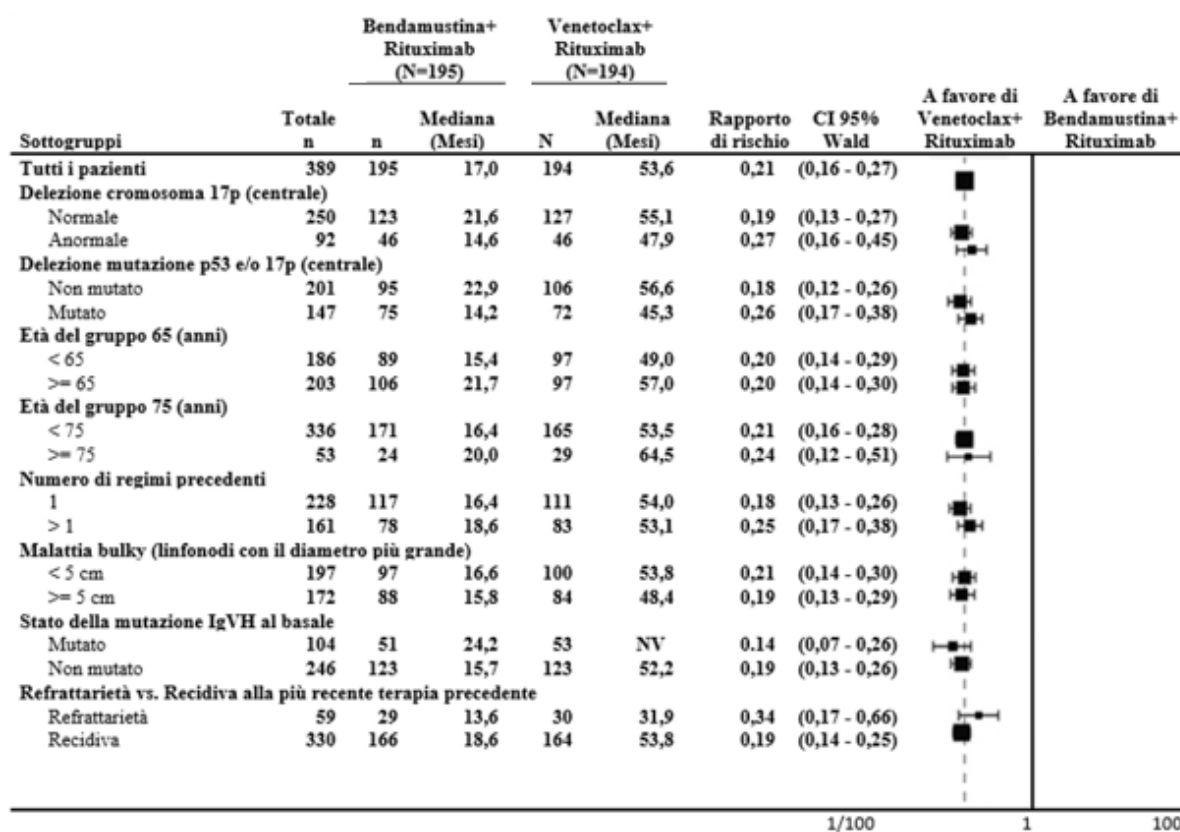 Bendamustina+ Venetoclax+
Rituximab Rituximab
(N=195) (N=194)
A favore di A favore di
Totale Mediana Mediana Rapporto CI 95% Venetoclax+ Bendamustina+
Sottogruppi n n (Mesi) N (Mesi) di rischio Wald Rituximab Rituximab
Tutti i pazienti 389 195 17,0 194 53,6 0,21 (0,16 - 0,27)
Delezione cromosoma 17p (centrale)
Normale 250 123 21,6 127 55,1 0,19 (0,13 - 0,27)
Anormale 92 46 14,6 46 47,9 0,27 (0,16 - 0,45)
Delezione mutazione p53 e/o 17p (centrale)
Non mutato 201 95 22,9 106 56,6 0,18 (0,12 - 0,26)
Mutato 147 75 14,2 72 45,3 0,26 (0,17 - 0,38)
Età del gruppo 65 (anni)
< 65 186 89 15,4 97 49,0 0,20 (0,14 - 0,29)
>= 65 203 106 21,7 97 57,0 0,20 (0,14 - 0,30)
Età del gruppo 75 (anni)
< 75 336 171 16,4 165 53,5 0,21 (0,16 - 0,28)
>= 75 53 24 20,0 29 64,5 0,24 (0,12 - 0,51)
Numero di regimi precedenti
1 228 117 16,4 111 54,0 0,18 (0,13 - 0,26)
> 1 161 78 18,6 83 53,1 0,25 (0,17 - 0,38)
Malattia bulky (linfonodi con il diametro più grande)
< 5 cm 197 97 16,6 100 53,8 0,21 (0,14 - 0,30)
>= 5 cm 172 88 15,8 84 48,4 0,19 (0,13 - 0,29)
Stato della mutazione IgVH al basale
Mutato 104 51 24,2 53 NV 0.14 (0,07 - 0,26)
Non mutato 246 123 15,7 123 52,2 0,19 (0,13 - 0,26)
Refrattarietà vs. Recidiva alla più recente terapia precedente
Refrattarietà 59 29 13,6 30 31,9 0,34 (0,17 - 0,66)
Recidiva 330 166 18,6 164 53,8 0,19 (0,14 - 0,25)
1/100 1 100